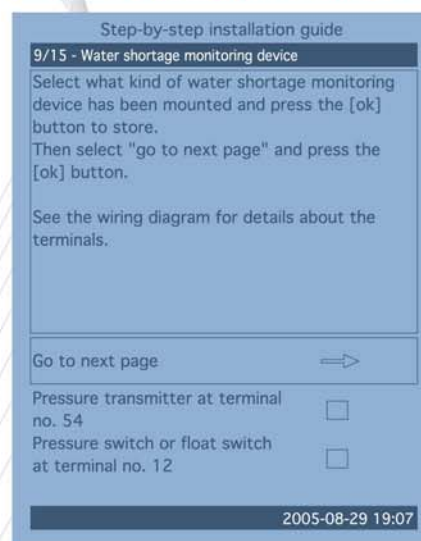 Step-by-step installation guide
9/15 - Water shortage monitoring device
Select what kind of water shortage monitoring
device has been mounted and press the [ok]
button to store.
Then select "go to next page" and press the
[ok] button.
See the wiring diagram for details about the
terminals.
Go to next page
Pressure transmitter at terminal
no. 54
Pressure switch or float switch
at terminal no. 12
2005-08-29 19:07